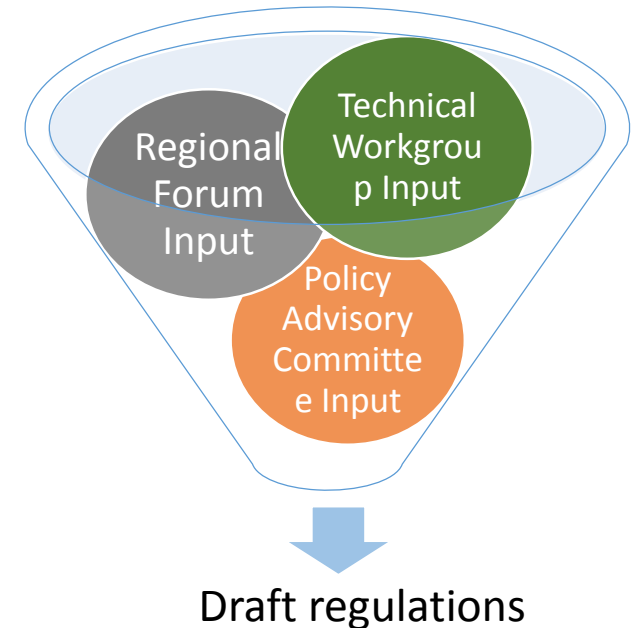 Regional
Forum
Input
Technical
Workgrou
p Input
Policy
Advisory
Committe
e Input
Draft regulations